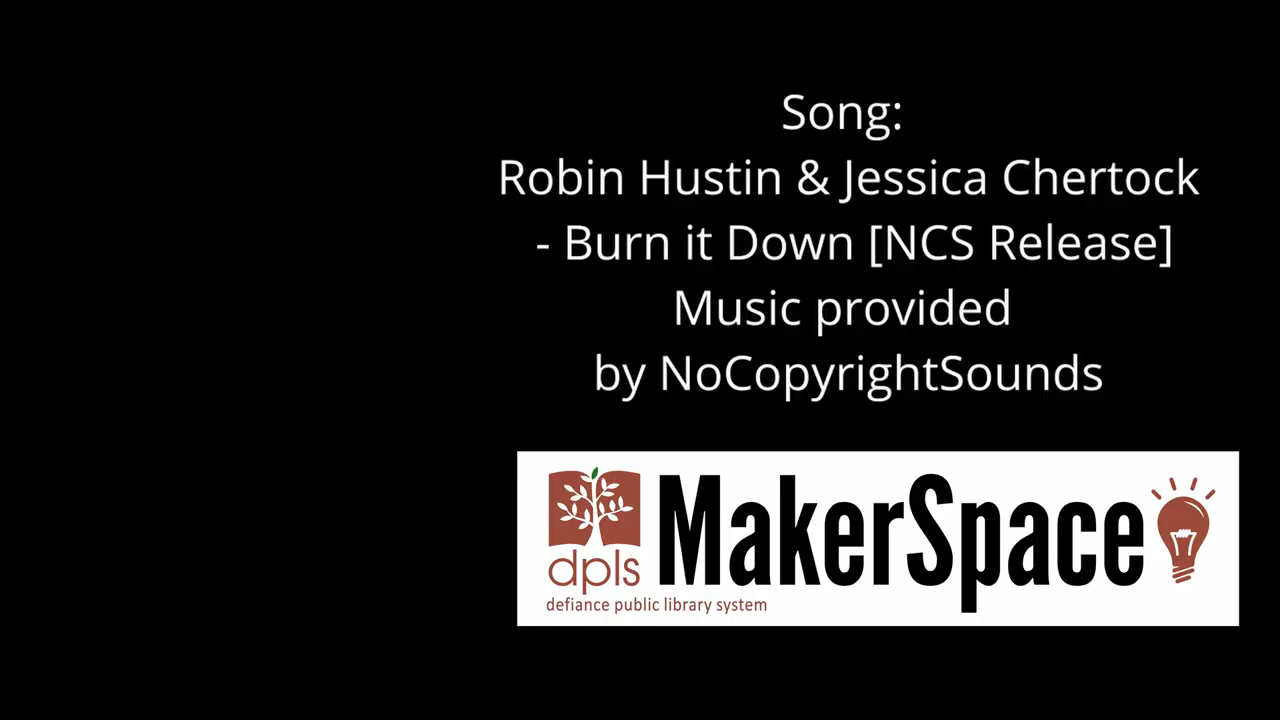 Song:
Robin Hustin & Jessica Chertock
- Burn it Down [NCS Release]
Music provided
by NoCopyrightSounds
dpls
MakerSpace
defiance public library system